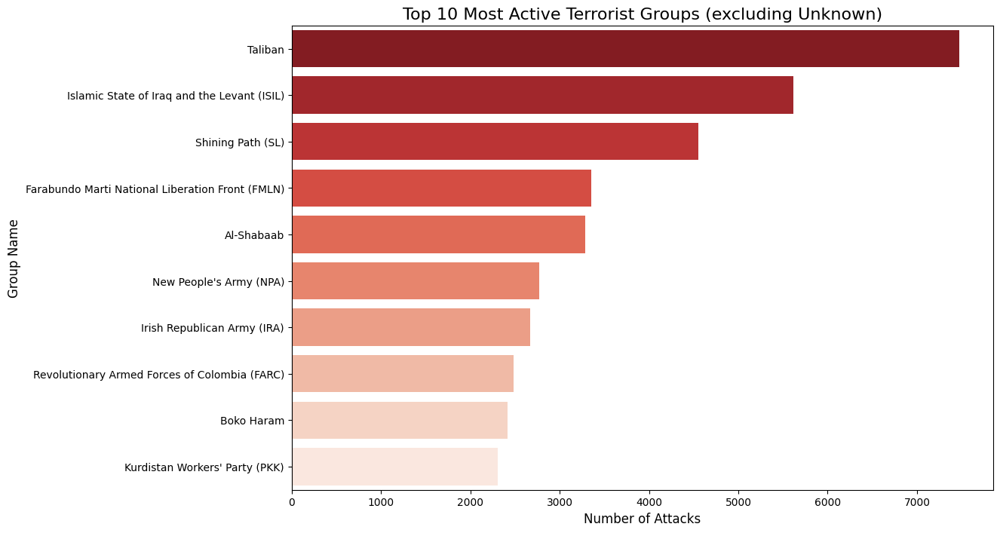 Top 10 Most Active Terrorist Groups (excluding Unknown)
Group Name
Taliban
Islamic State of Iraq and the Levant (ISIL)
Shining Path (SL)
Farabundo Marti National Liberation Front (FMLN)
Al-Shabaab
New People's Army (NPA)
Irish Republican Army (IRA)
Revolutionary Armed Forces of Colombia (FARC)
Boko Haram
Kurdistan Workers' Party (PKK)
0 1000 2000 3000 4000 5000 6000 7000
Number of Attacks